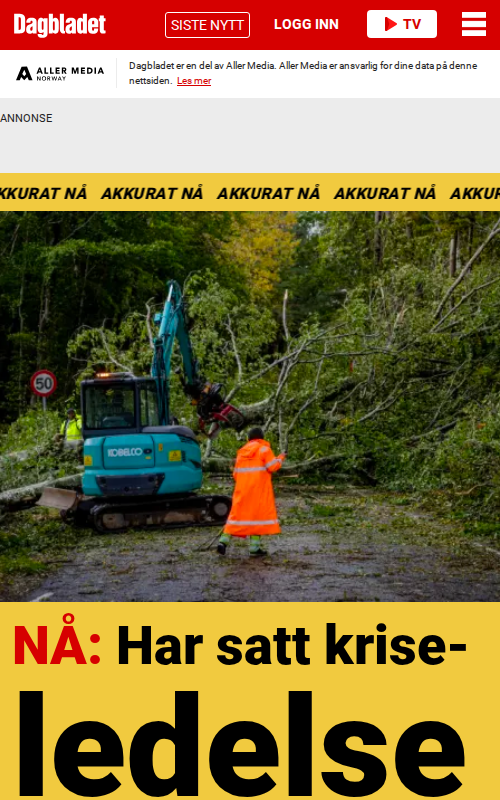 Dagbladet SISTE NYTT LOGG INN TV
ALLER MEDIA
NORWAY
Dagbladet er en del av Aller Media. Aller Media er ansvarlig for dine data på denne
nettsiden. Les mer
ANNONSE
AKKURAT NÅ AKKURAT NÅ AKKURAT NÅ AKKURAT NÅ AKKUR
50
KOBELCO
NÅ: Har satt krise-
ledelse